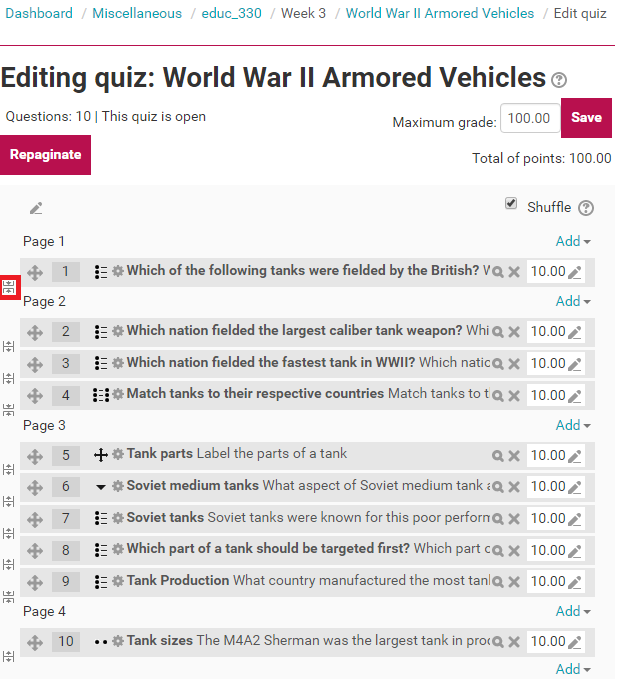 Dashboard / Miscellaneous / educ_330 / Week 3 / World War II Armored Vehicles / Edit quiz
Editing quiz: World War II Armored Vehicles
Questions: 10 | This quiz is open
Maximum grade: 100.00 Save
Repaginate
Total of points: 100.00
Shuffle
Page 1 Add
1 Which of the following tanks were fielded by the British? 10.00
Page 2 Add
2 Which nation fielded the largest caliber tank weapon? Whi 10.00
3 Which nation fielded the fastest tank in WWII? Which natio 10.00
4 Match tanks to their respective countries Match tanks to t 10.00
Page 3 Add
5 Tank parts Label the parts of a tank 10.00
6 Soviet medium tanks What aspect of Soviet medium tank 10.00
7 Soviet tanks Soviet tanks were known for this poor perform 10.00
8 Which part of a tank should be targeted first? Which part 10.00
9 Tank Production What country manufactured the most tan 10.00
Page 4 Add
10 Tank sizes The M4A2 Sherman was the largest tank in pro 10.00
Add